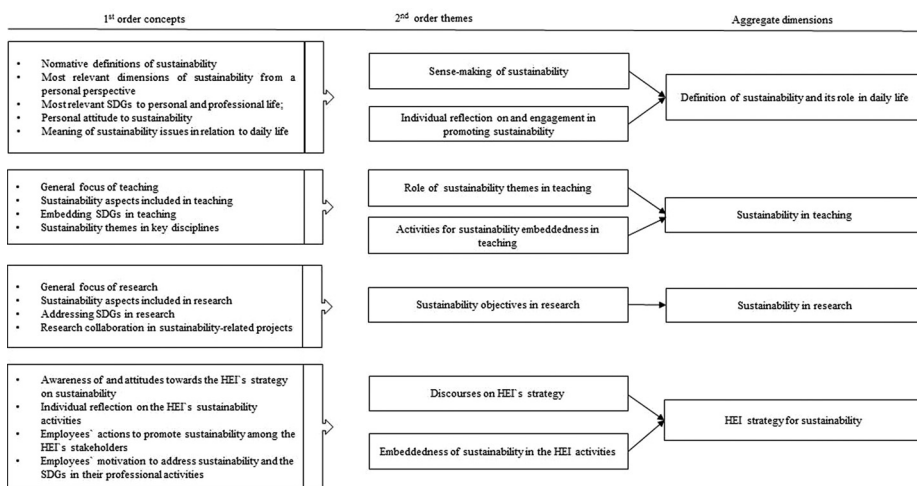 1st order concepts
2nd order themes
Aggregate dimensions
• Normative definitions of sustainability
• Most relevant dimensions of sustainability from a
personal perspective
• Most relevant SDGs to personal and professional life;
• Personal attitude to sustainability
• Meaning of sustainability issues in relation to daily life
Sense-making of sustainability
Individual reflection on and engagement in
promoting sustainability
Definition of sustainability and its role in daily life
• General focus of teaching
• Sustainability aspects included in teaching
• Embedding SDGs in teaching
• Sustainability themes in key disciplines
Role of sustainability themes in teaching
Activities for sustainability embeddedness in
teaching
Sustainability in teaching
• General focus of research
• Sustainability aspects included in research
• Addressing SDGs in research
• Research collaboration in sustainability-related projects
Sustainability objectives in research
Sustainability in research
• Awareness of and attitudes towards the HEI`s strategy
on sustainability
• Individual reflection on the HEI`s sustainability
activities
• Employees` actions to promote sustainability among the
HEI`s stakeholders
• Employees` motivation to address sustainability and the
SDGs in their professional activities
Discourses on HEI`s strategy
Embeddedness of sustainability in the HEI activities
HEI strategy for sustainability